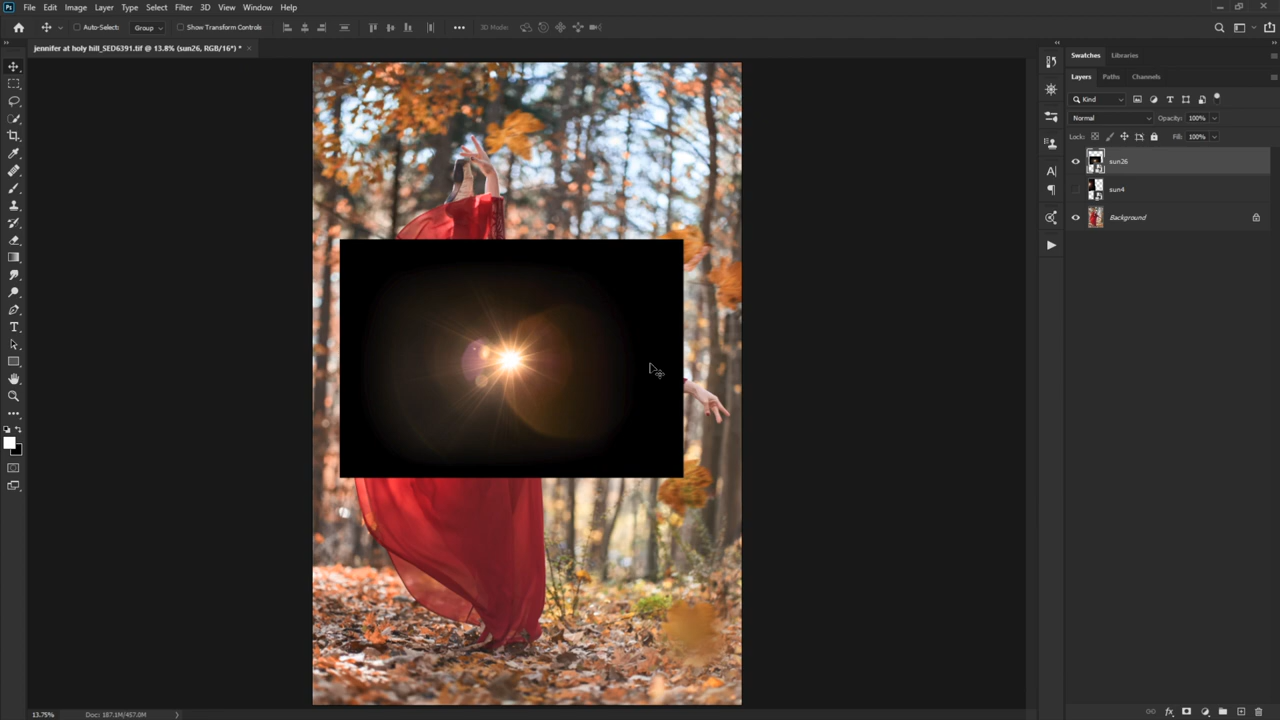 Ps File Edit Image Layer Type Select Filter 3D View Window Help
Auto-Select: Group Show Transform Controls 3D Mode:
jennifer at holy hill_SED6391.tif @ 13.8% (sun26, RGB/16*) * ×
Swatches Libraries
Layers Paths Channels
Kind
Normal Opacity: 100%
Lock: Fill: 100%
sun26
sun4
Background
13.75% Doc: 187.1M/457.0M